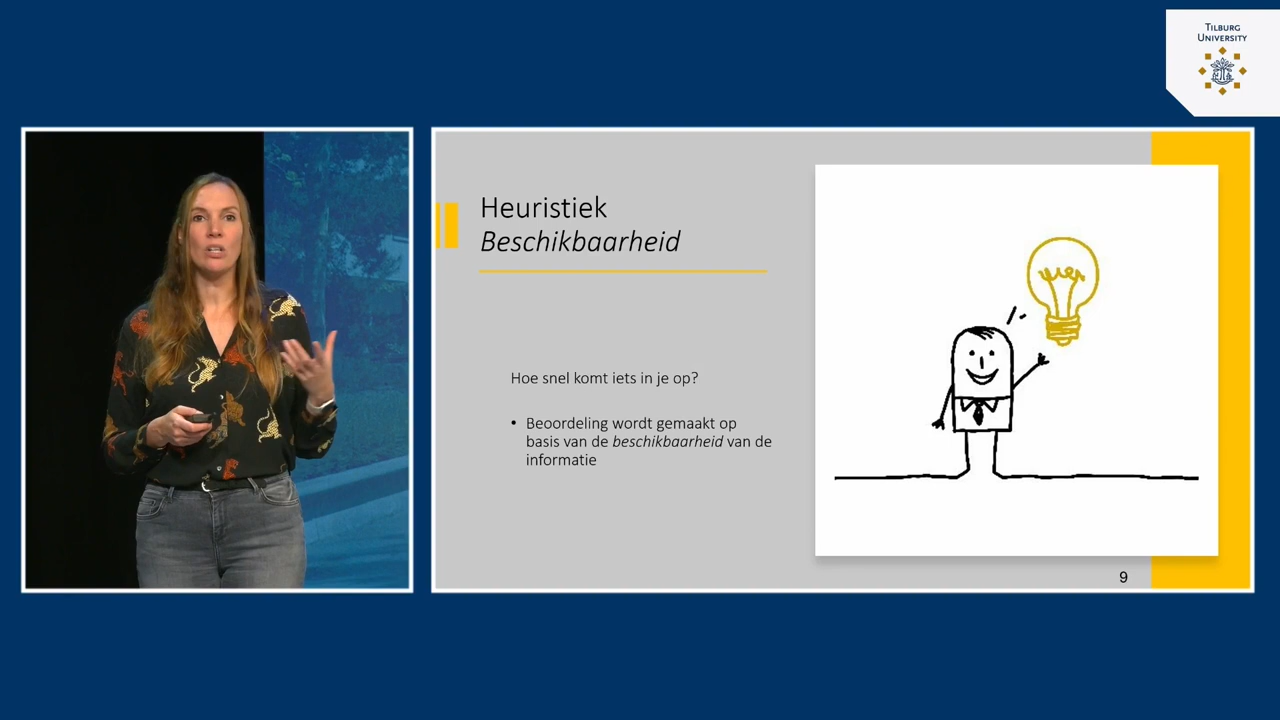 TILBURG
UNIVERSITY
Heuristiek
Beschikbaarheid
Hoe snel komt iets in je op?
• Beoordeling wordt gemaakt op
basis van de beschikbaarheid van de
informatie
9